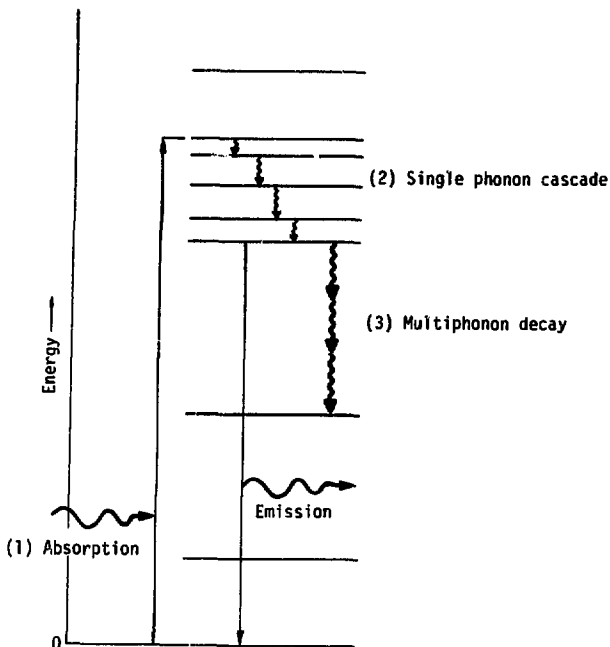 (2) Single phonon cascade
Energy
(3) Multiphonon decay
Emission
(1) Absorption
0